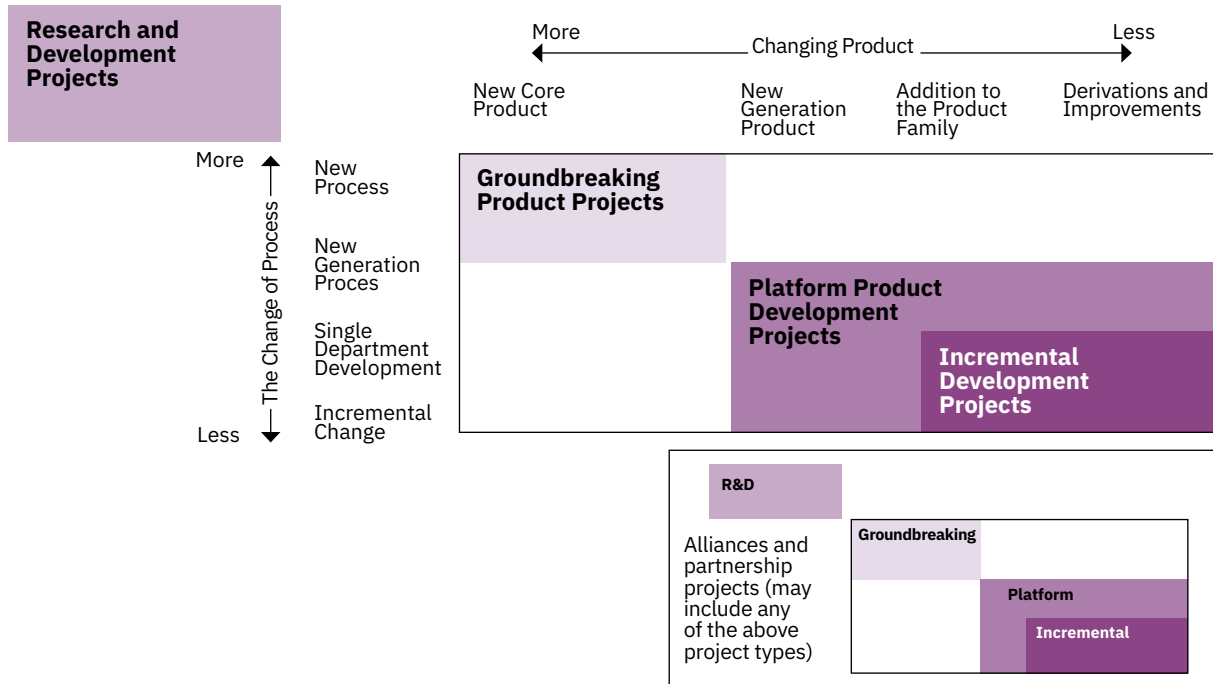 Research and
Development
Projects
More
Less
Changing Product
New Core
Product
New
Generation
Product
Addition to
the Product
Family
Derivations and
Improvements
More
The Change of Process
Less
New
Process
New
Generation
Proces
Single
Department
Development
Incremental
Change
Groundbreaking
Product Projects
Platform Product
Development
Projects
Incremental
Development
Projects
R&D
Alliances and
partnership
projects (may
include any
of the above
project types)
Groundbreaking
Platform
Incremental